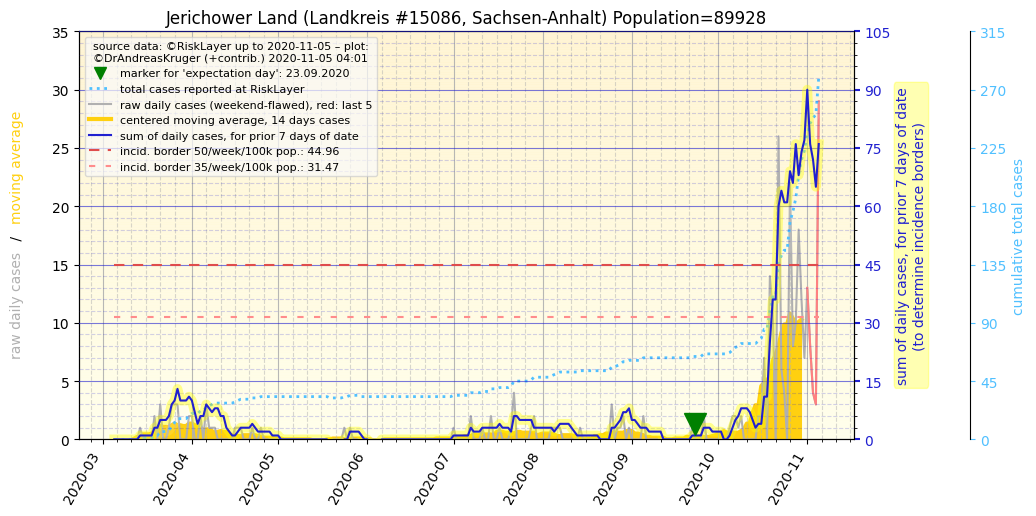 Jerichower Land (Landkreis #15086, Sachsen-Anhalt) Population=89928
source data: ©RiskLayer up to 2020-11-05 – plot:
©DrAndreasKruger (+contrib.) 2020-11-05 04:01
marker for 'expectation day': 23.09.2020
total cases reported at RiskLayer
raw daily cases (weekend-flawed), red: last 5
centered moving average, 14 days cases
sum of daily cases, for prior 7 days of date
incid. border 50/week/100k pop.: 44.96
incid. border 35/week/100k pop.: 31.47
raw daily cases / moving average
35
30
25
20
15
10
5
0
105
90
75
60
45
30
15
0
sum of daily cases, for prior 7 days of date
(to determine incidence borders)
315
270
225
180
135
90
45
0
cumulative total cases
2020-03
2020-04
2020-05
2020-06
2020-07
2020-08
2020-09
2020-10
2020-11